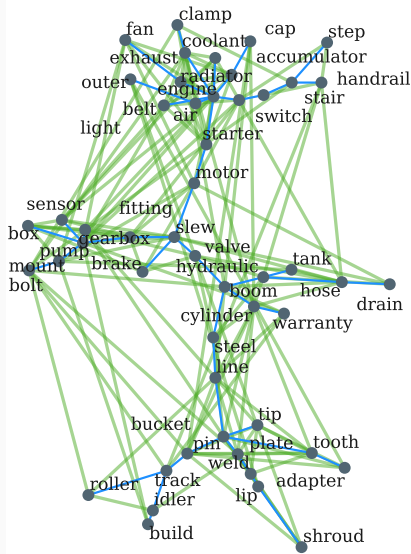 clamp
fan
cap
step
coolant
exhaust
accumulator
radiator
outer
handrail
engine
stair
belt
air
switch
light
starter
motor
sensor
fitting
box
slew
gearbox
valve
pump
mount
brake
hydraulic
tank
bolt
boom
hose
drain
cylinder
warranty
steel
line
tip
bucket
pin
plate
tooth
weld
roller
track
adapter
idler
lip
build
shroud